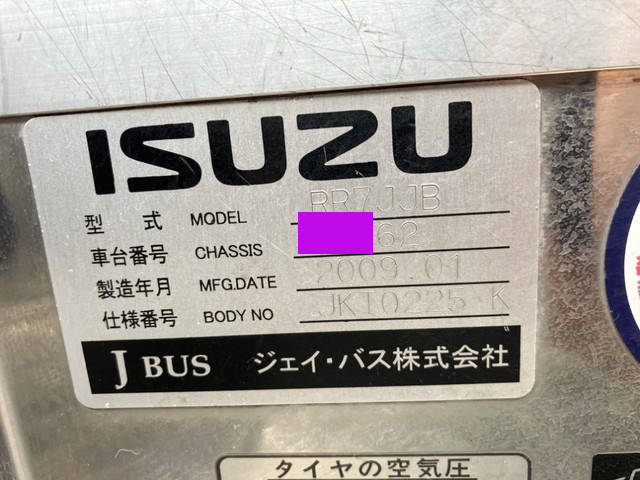 ISUZU
型式 MODEL RR7JJB
車台番号 CHASSIS 62
製造年月 MFG.DATE 2009.01
仕様番号 BODY NO JK10225 K
J BUS ジェイ・バス株式会社
タイヤの空気圧